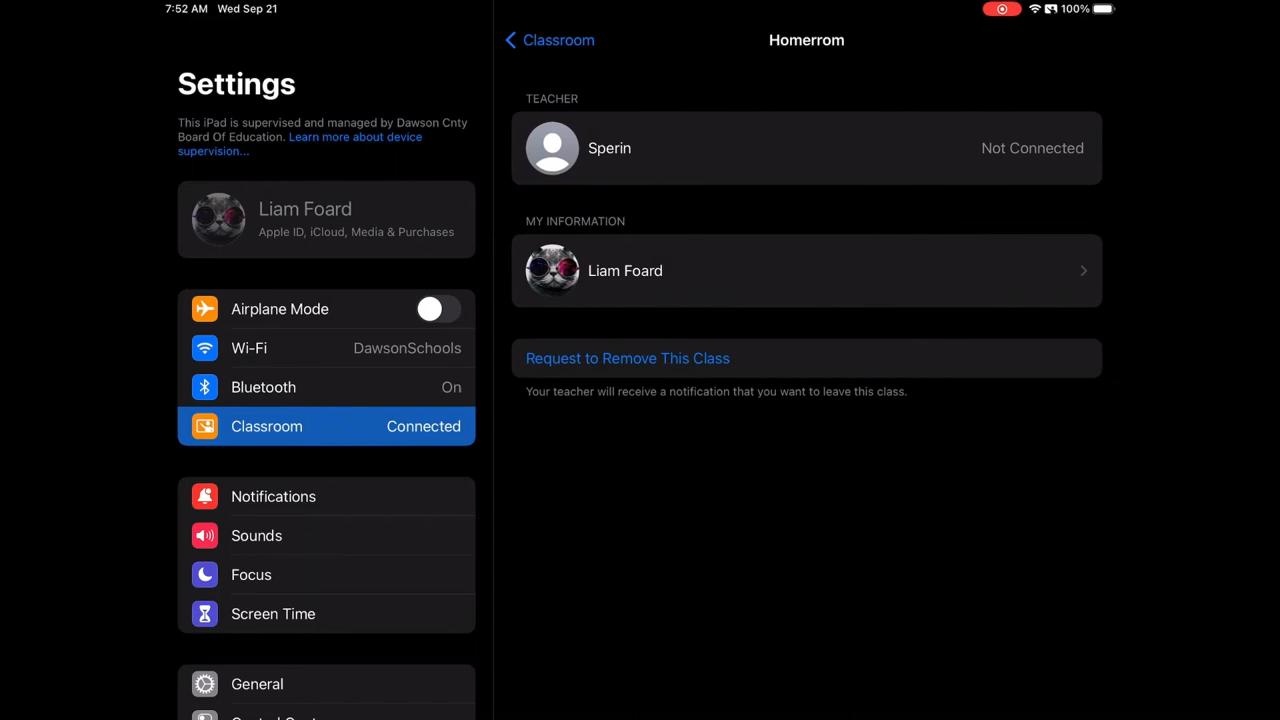 7:52 AM Wed Sep 21
100%
Settings
This iPad is supervised and managed by Dawson Cnty
Board Of Education. Learn more about device
supervision...
Liam Foard
Apple ID, iCloud, Media & Purchases
Airplane Mode
Wi-Fi DawsonSchools
Bluetooth On
Classroom Connected
Notifications
Sounds
Focus
Screen Time
General
Classroom
Homerrom
TEACHER
Sperin Not Connected
MY INFORMATION
Liam Foard
Request to Remove This Class
Your teacher will receive a notification that you want to leave this class.